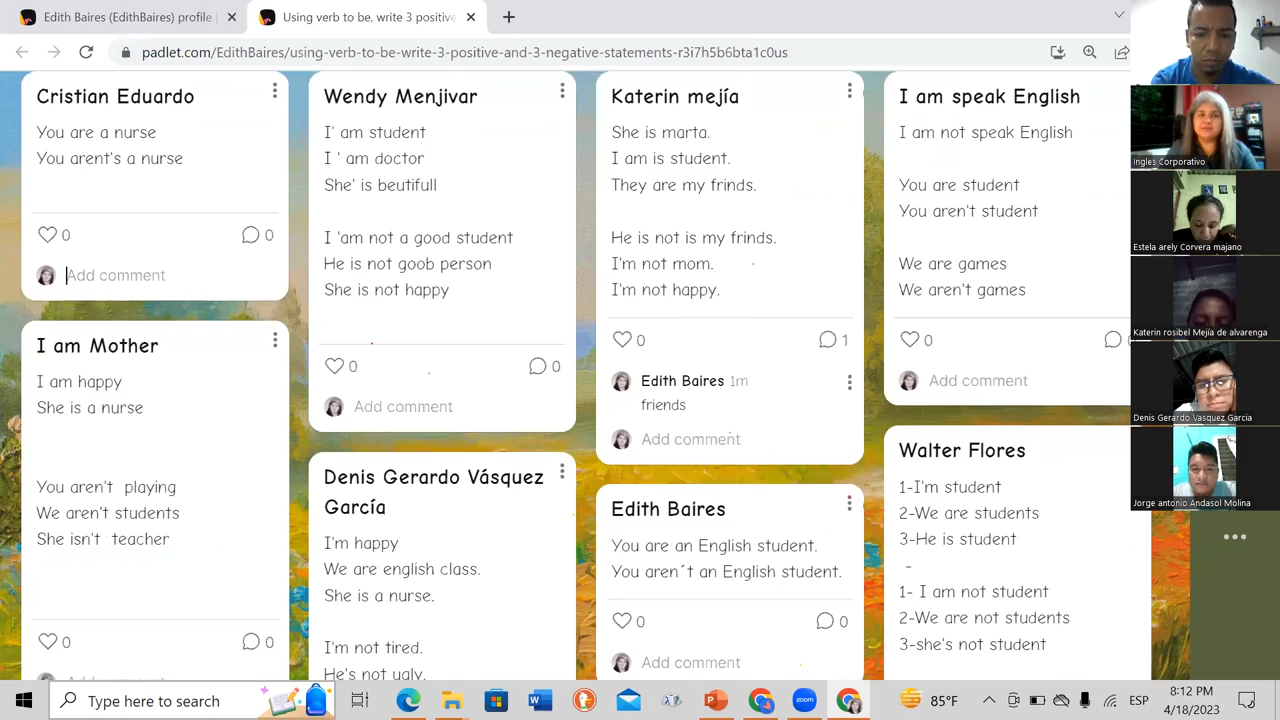 Edith Baires (EdithBaires) profile
Using verb to be, write 3 positive
padlet.com/EdithBaires/using-verb-to-be-write-3-positive-and-3-negative-statements-r3i7h5b6bta1c0us
Cristian Eduardo
You are a nurse
You arent's a nurse
0
0
Add comment
I am Mother
I am happy
She is a nurse
You aren't playing
We aren't students
She isn't teacher
0
0
Wendy Menjivar
I' am student
I ' am doctor
She' is beutifull
I 'am not a good student
He is not goob person
She is not happy
0
0
Add comment
Denis Gerardo Vásquez
García
I'm happy
We are english class
She is a nurse.
I'm not tired.
He's not ugly.
Katerin mejía
She is marta.
I am is student.
They are my frinds.
He is not is my frinds.
I'm not mom.
I'm not happy.
0
1
Edith Baires 1m
friends
Add comment
Edith Baires
You are an English student.
You aren´t an English student.
0
0
Add comment
I am speak English
I am not speak English
You are student
You aren't student
We are games
We aren't games
0
Add comment
Walter Flores
1-I'm student
2-We are students
3-He is student
-
1- I am not student
2-We are not students
3-she's not student
Ingles Corporativo
Estela arely Corvera majano
Katerin rosibel Mejía de alvarenga
Denis Gerardo Vasquez Garcia
Jorge antonio Andasol Molina
Type here to search
zoom
85°F
ESP
8:12 PM
4/18/2023